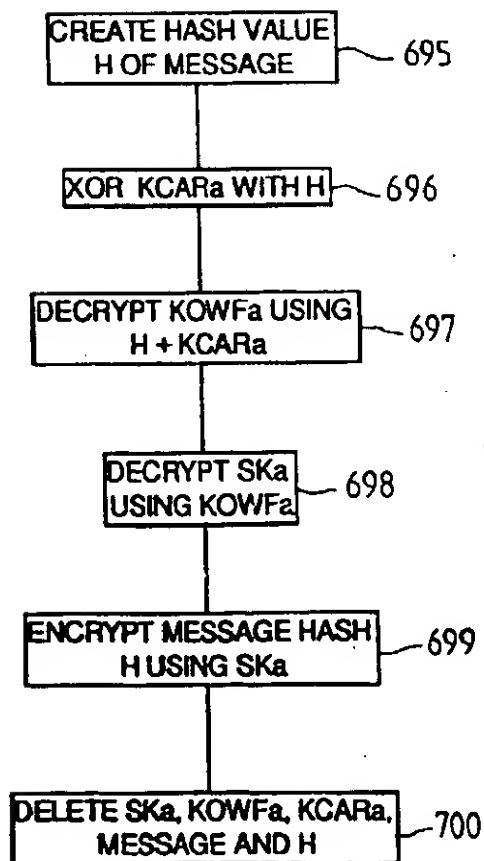 CREATE HASH VALUE
H OF MESSAGE
695
XOR KCARa WITH H
696
DECRYPT KOWFa USING
H + KCARa
697
DECRYPT SKa
USING KOWFa
698
ENCRYPT MESSAGE HASH
H USING SKa
699
DELETE SKa, KOWFa, KCARa,
MESSAGE AND H
700